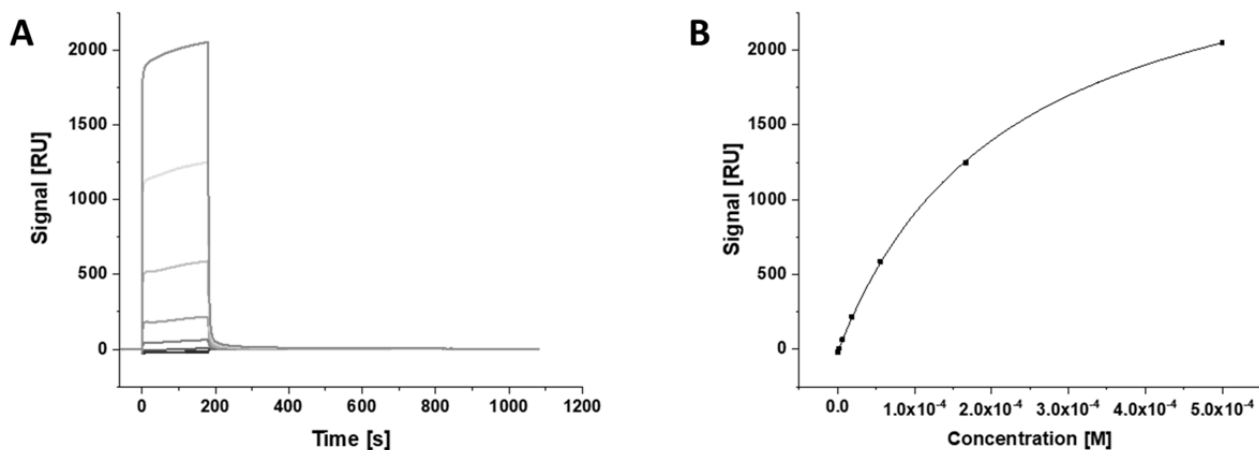 A
Signal [RU]
2000
1500
1000
500
0
0
200
400
600
800
1000
1200
Time [s]
B
Signal [RU]
2000
1500
1000
500
0
0.0
1.0x10⁻⁴
2.0x10⁻⁴
3.0x10⁻⁴
4.0x10⁻⁴
5.0x10⁻⁴
Concentration [M]